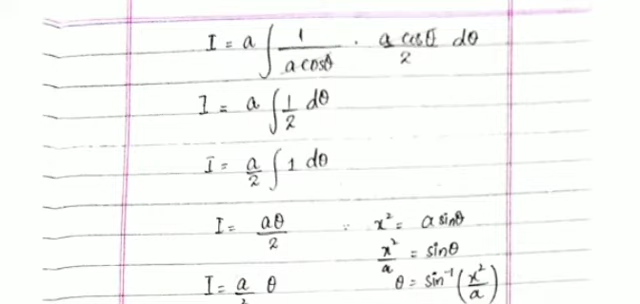 I = a ∫ 1/(a cosθ) · (a cosθ)/2 dθ
I = a ∫ 1/2 dθ
I = a/2 ∫ 1 dθ
I = aθ/2 ∵ x² = a sinθ
x²/a = sinθ
I = a/2 θ θ = sin⁻¹(x²/a)